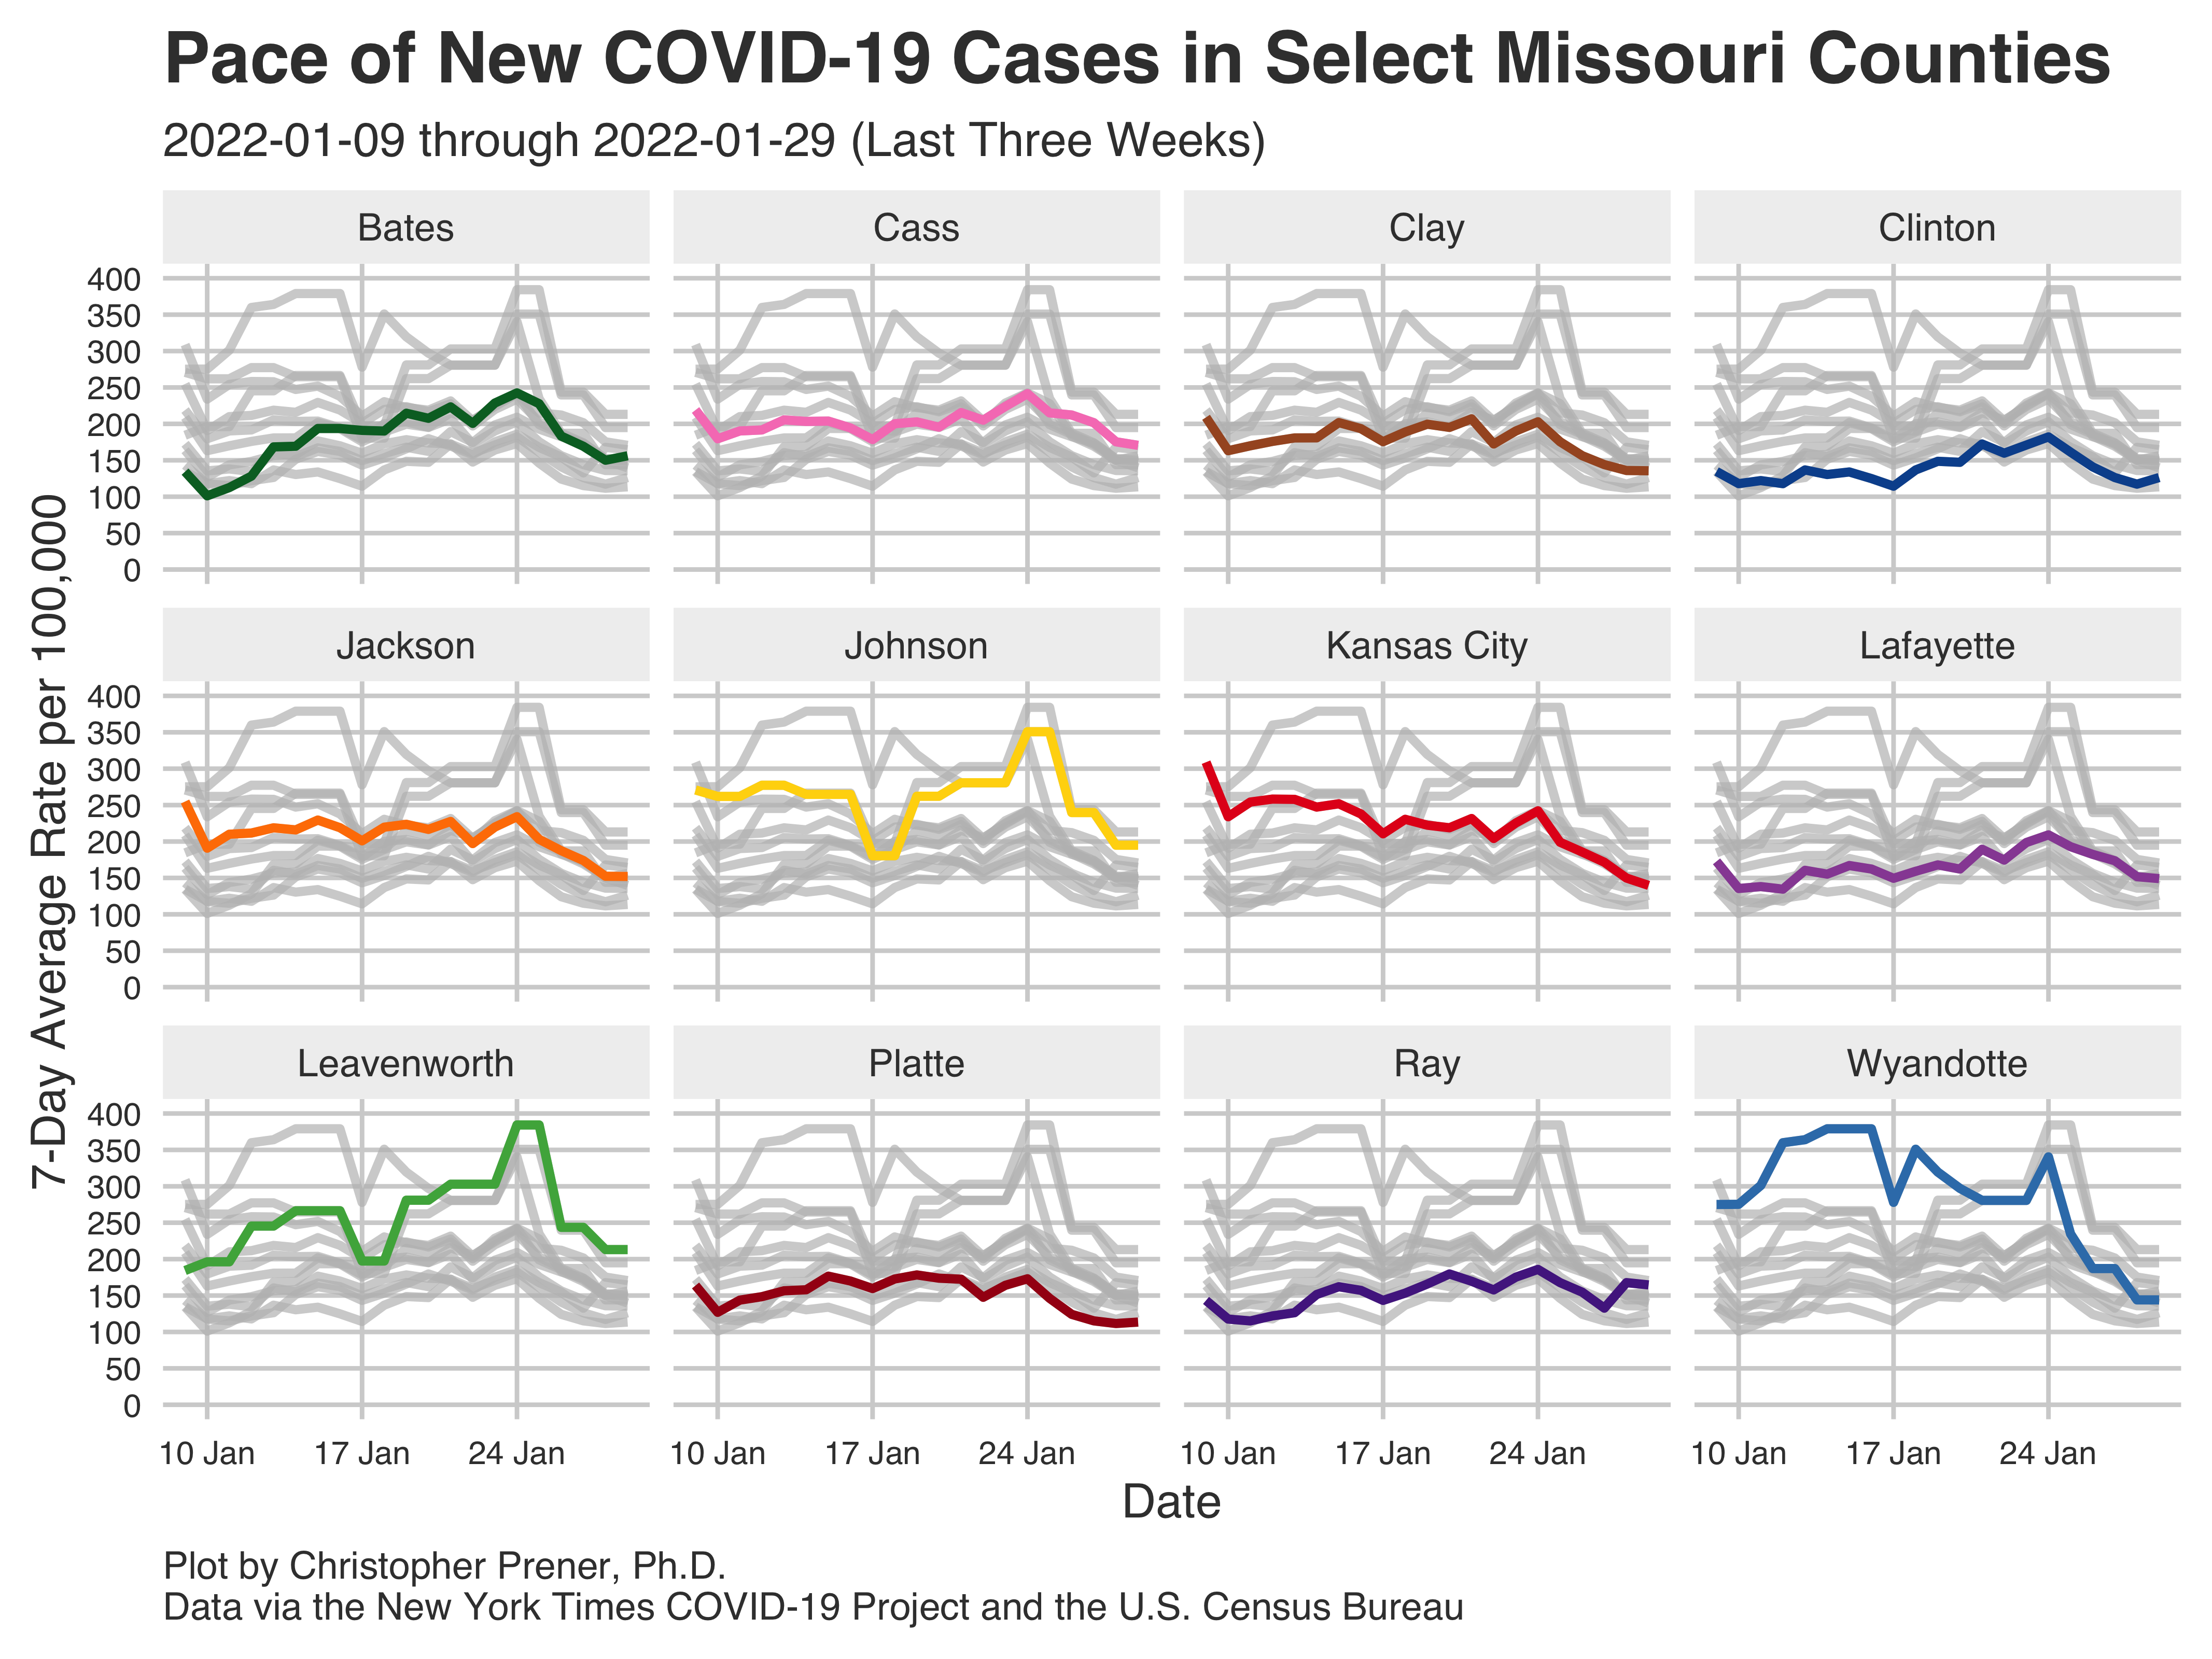 Pace of New COVID-19 Cases in Select Missouri Counties
2022-01-09 through 2022-01-29 (Last Three Weeks)
Bates
Cass
Clay
Clinton
400
350
300
250
200
150
100
50
0
Jackson
Johnson
Kansas City
Lafayette
400
350
300
250
200
150
100
50
0
Leavenworth
Platte
Ray
Wyandotte
400
350
300
250
200
150
100
50
0
7-Day Average Rate per 100,000
10 Jan 17 Jan 24 Jan 10 Jan 17 Jan 24 Jan 10 Jan 17 Jan 24 Jan 10 Jan 17 Jan 24 Jan
Date
Plot by Christopher Prener, Ph.D.
Data via the New York Times COVID-19 Project and the U.S. Census Bureau